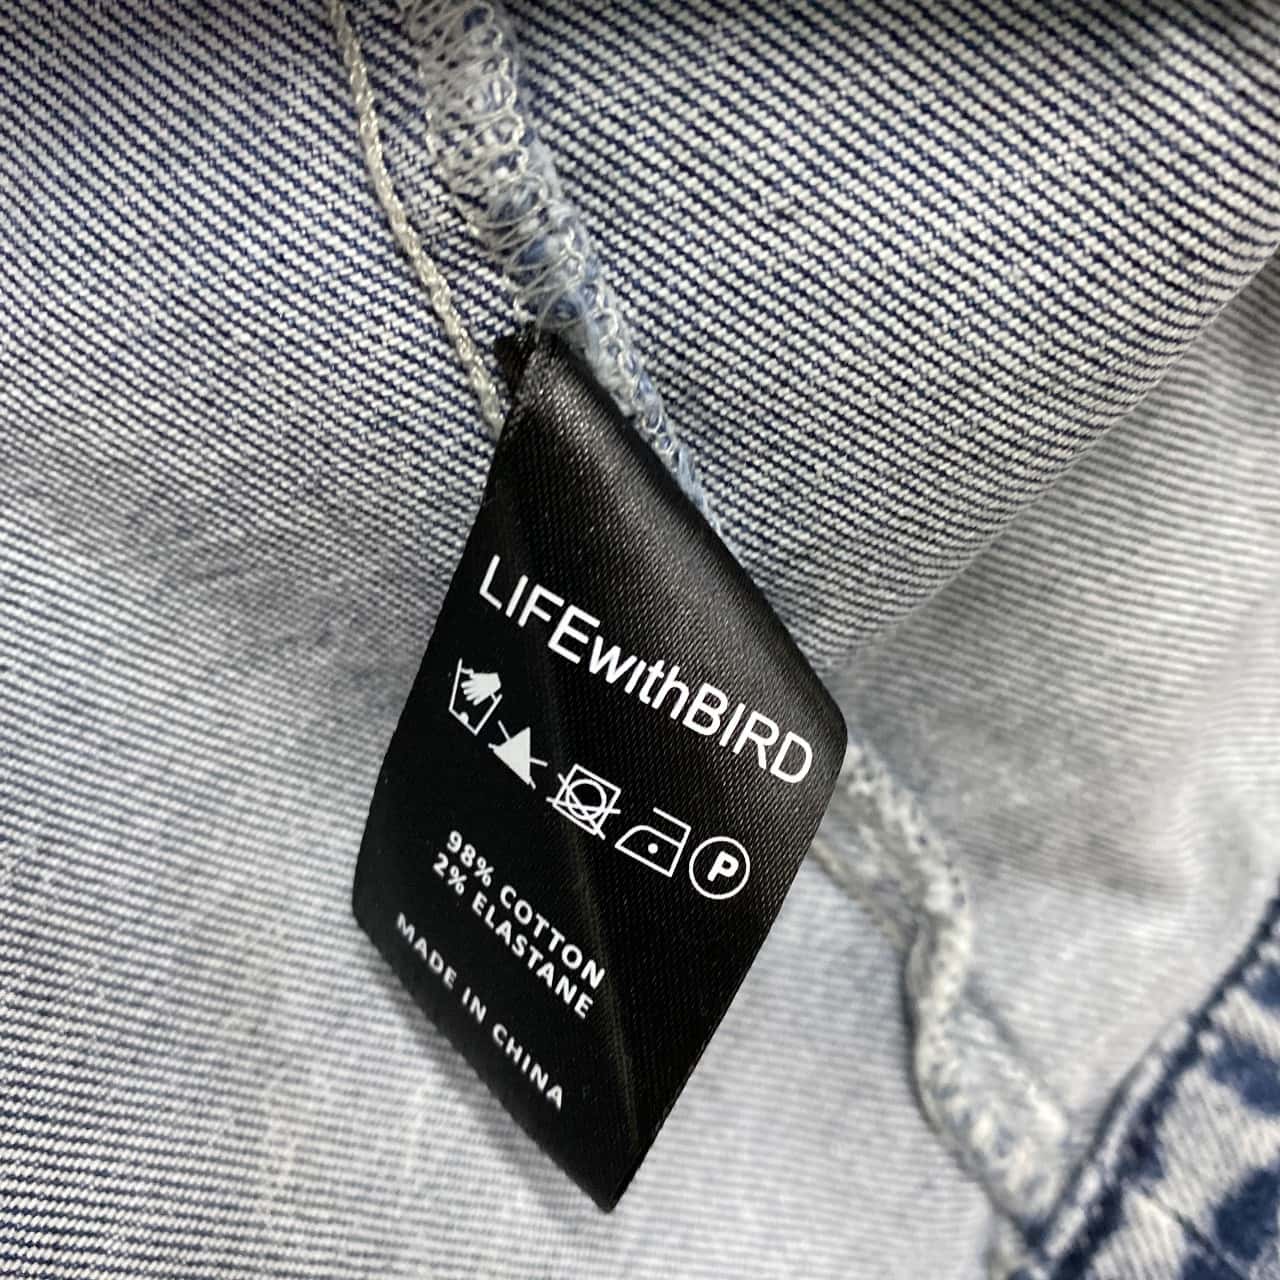 LIFEwithBIRD
P
98% COTTON
2% ELASTANE
MADE IN CHINA